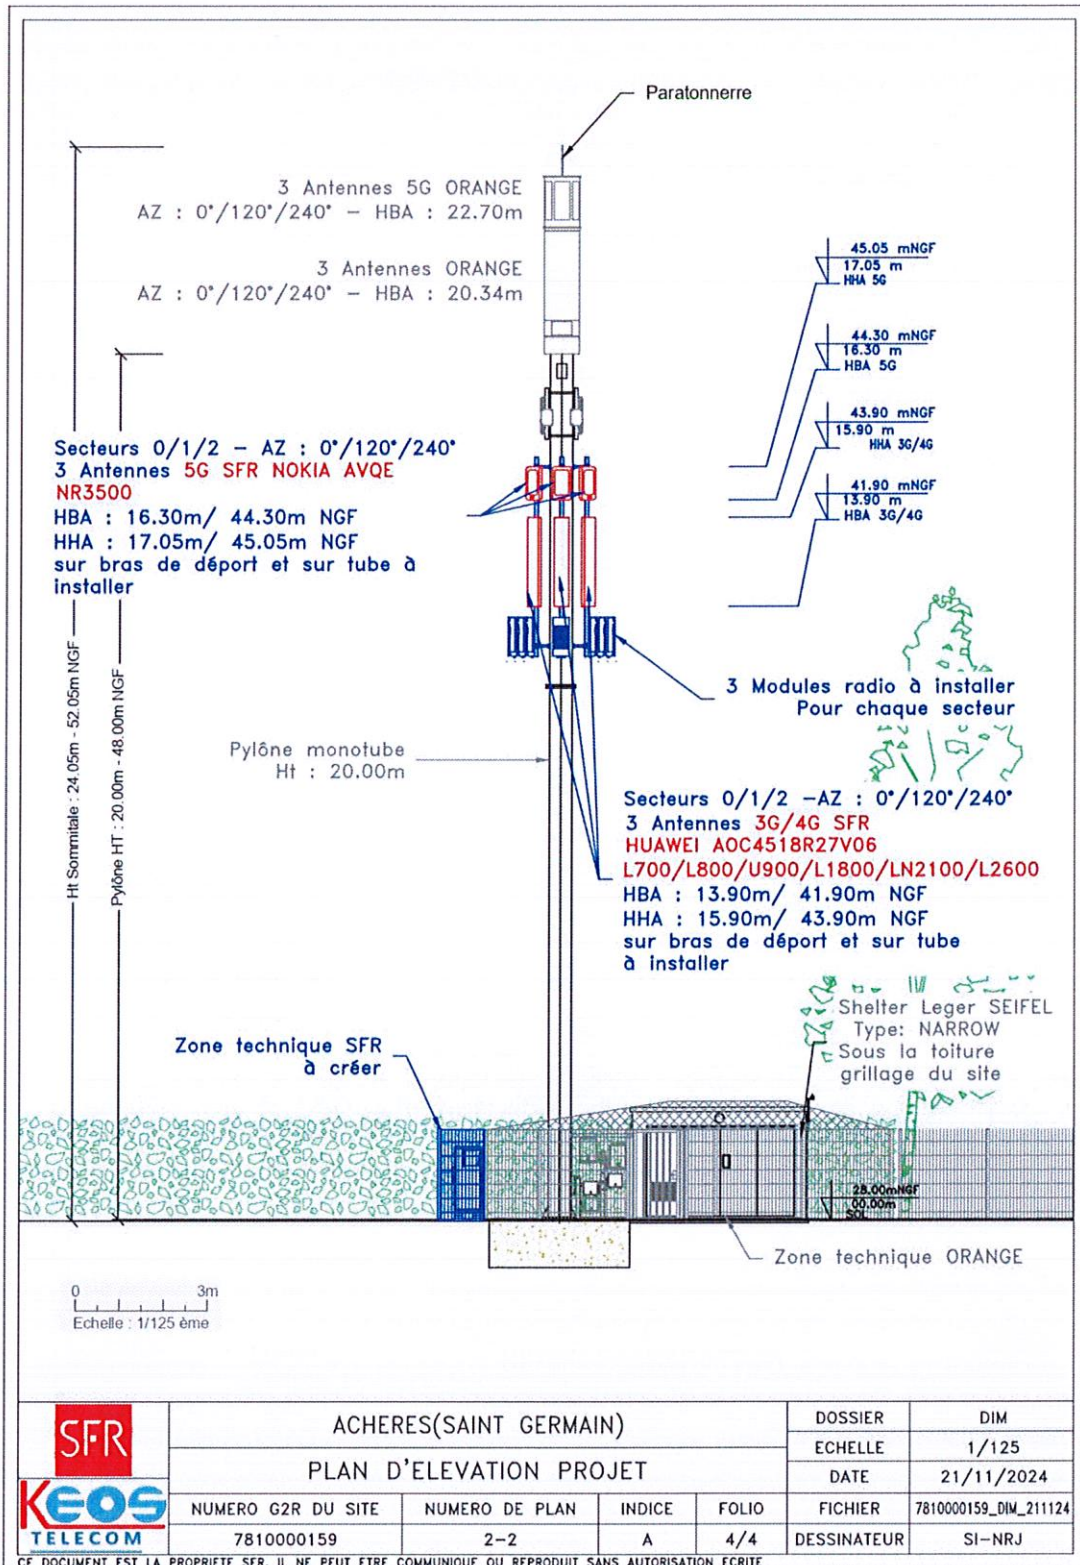 Paratonnerre
3 Antennes 5G ORANGE
AZ : 0°/120°/240° - HBA : 22.70m
3 Antennes ORANGE
AZ : 0°/120°/240° - HBA : 20.34m
45.05 mNGF
17.05 m
HHA 5G
44.30 mNGF
16.30 m
HBA 5G
43.90 mNGF
15.90 m
HHA 3G/4G
41.90 mNGF
13.90 m
HBA 3G/4G
Secteurs 0/1/2 - AZ : 0°/120°/240°
3 Antennes 5G SFR NOKIA AVQE
NR3500
HBA : 16.30m/ 44.30m NGF
HHA : 17.05m/ 45.05m NGF
sur bras de déport et sur tube à
installer
Ht Sommitale : 24.05m - 52.05m NGF
Pylône HT : 20.00m - 48.00m NGF
3 Modules radio à installer
Pour chaque secteur
Pylône monotube
Ht : 20.00m
Secteurs 0/1/2 -AZ : 0°/120°/240°
3 Antennes 3G/4G SFR
HUAWEI AOC4518R27V06
L700/L800/U900/L1800/LN2100/L2600
HBA : 13.90m/ 41.90m NGF
HHA : 15.90m/ 43.90m NGF
sur bras de déport et sur tube
à installer
Shelter Leger SEIFEL
Type: NARROW
Sous la toiture
grillage du site
Zone technique SFR
à créer
28.00mNGF
00.00m
SOL
Zone technique ORANGE
0 3m
Echelle : 1/125 ème
SFR
KEOS
TELECOM
ACHERES(SAINT GERMAIN)
PLAN D'ELEVATION PROJET
DOSSIER DIM
ECHELLE 1/125
DATE 21/11/2024
NUMERO G2R DU SITE NUMERO DE PLAN INDICE FOLIO FICHIER 7810000159_DIM_211124
78100000159 2-2 A 4/4 DESSINATEUR SI-NRJ
CE DOCUMENT EST LA PROPRIETE SFR. IL NE PEUT ETRE COMMUNIQUE OU REPRODUIT SANS AUTORISATION ECRITE